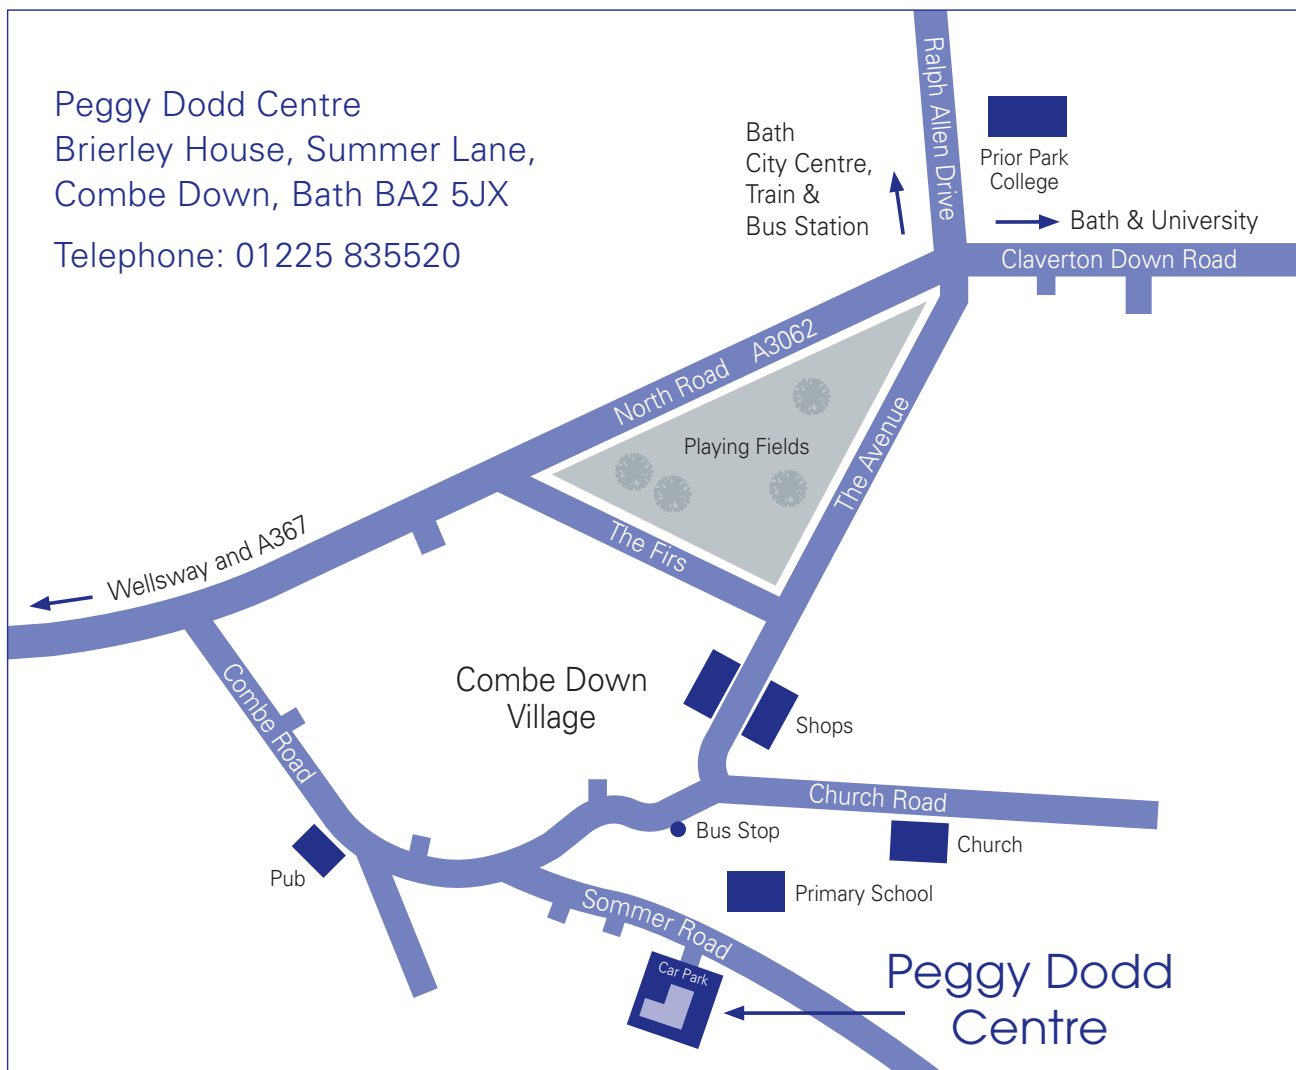 Peggy Dodd Centre
Brierley House, Summer Lane,
Combe Down, Bath BA2 5JX
Telephone: 01225 835520
Ralph Allen Drive
Bath
City Centre,
Train &
Bus Station
Prior Park
College
Bath & University
Claverton Down Road
North Road A3062
Playing Fields
The Avenue
The Firs
Wellsway and A367
Combe Road
Combe Down
Village
Shops
Church Road
Bus Stop
Church
Pub
Primary School
Sommer Road
Car Park
Peggy Dodd
Centre